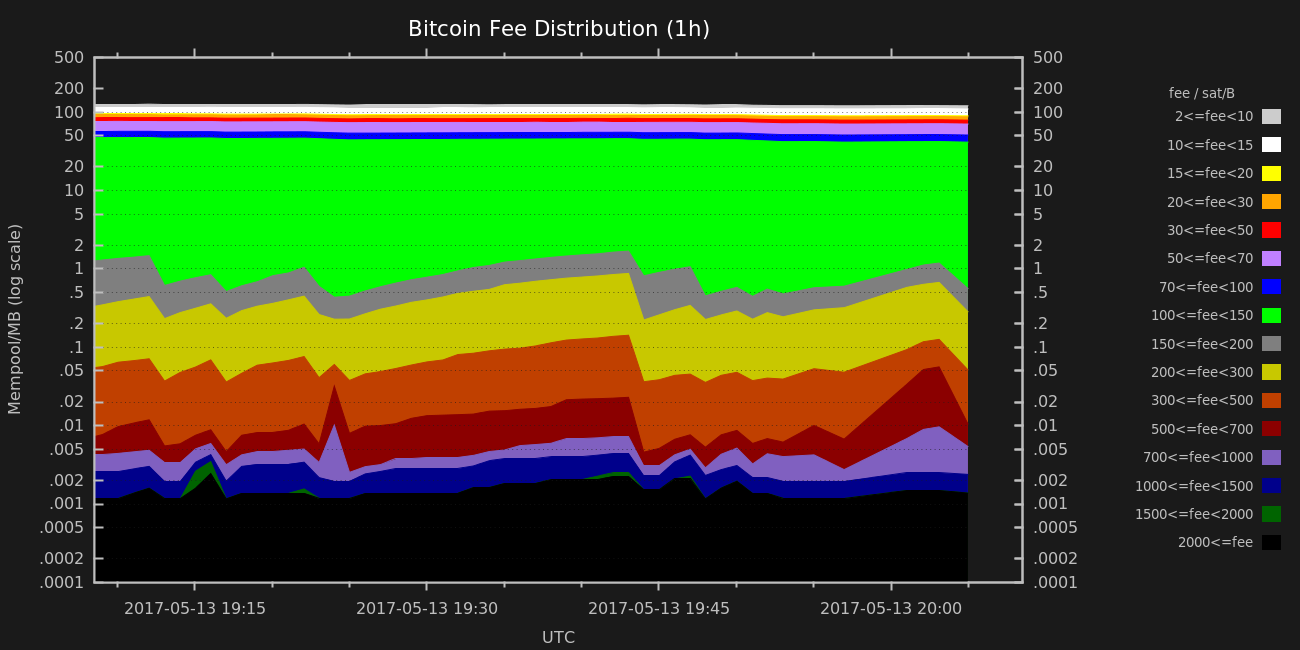 Bitcoin Fee Distribution (1h)
Mempool/MB (log scale)
500
200
100
50
20
10
5
2
1
.5
.2
.1
.05
.02
.01
.005
.002
.001
.0005
.0002
.0001
500
200
100
50
20
10
5
2
1
.5
.2
.1
.05
.02
.01
.005
.002
.001
.0005
.0002
.0001
2017-05-13 19:15 2017-05-13 19:30 2017-05-13 19:45 2017-05-13 20:00
UTC
fee / sat/B
2<=fee<10
10<=fee<15
15<=fee<20
20<=fee<30
30<=fee<50
50<=fee<70
70<=fee<100
100<=fee<150
150<=fee<200
200<=fee<300
300<=fee<500
500<=fee<700
700<=fee<1000
1000<=fee<1500
1500<=fee<2000
2000<=fee